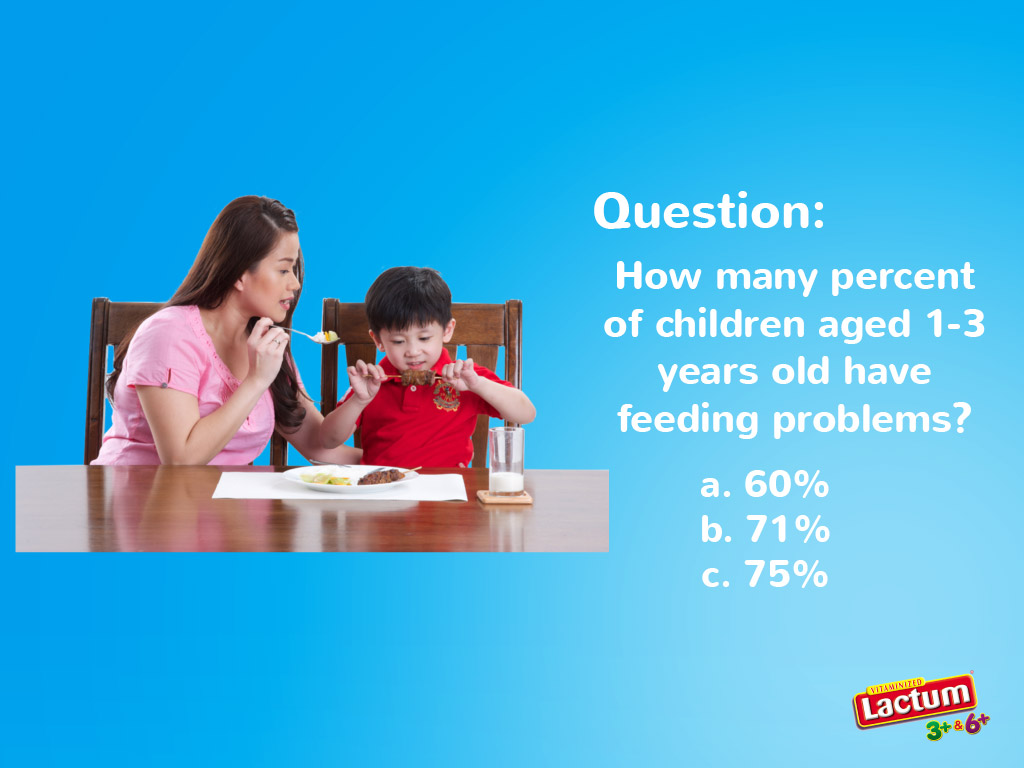 Question:
How many percent
of children aged 1-3
years old have
feeding problems?
a. 60%
b. 71%
c. 75%
VITAMINIZED
Lactum
3+ & 6+